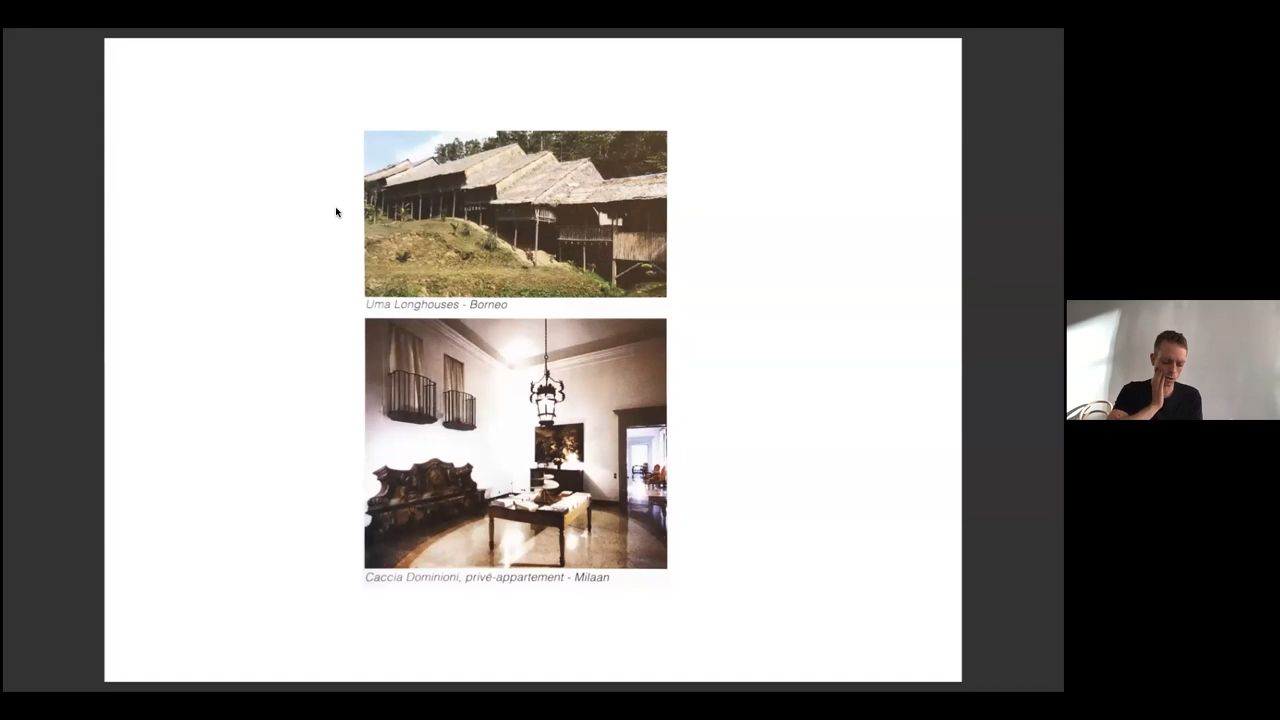 Uma Longhouses - Borneo
Caccia Dominioni, privé-appartement - Milaan